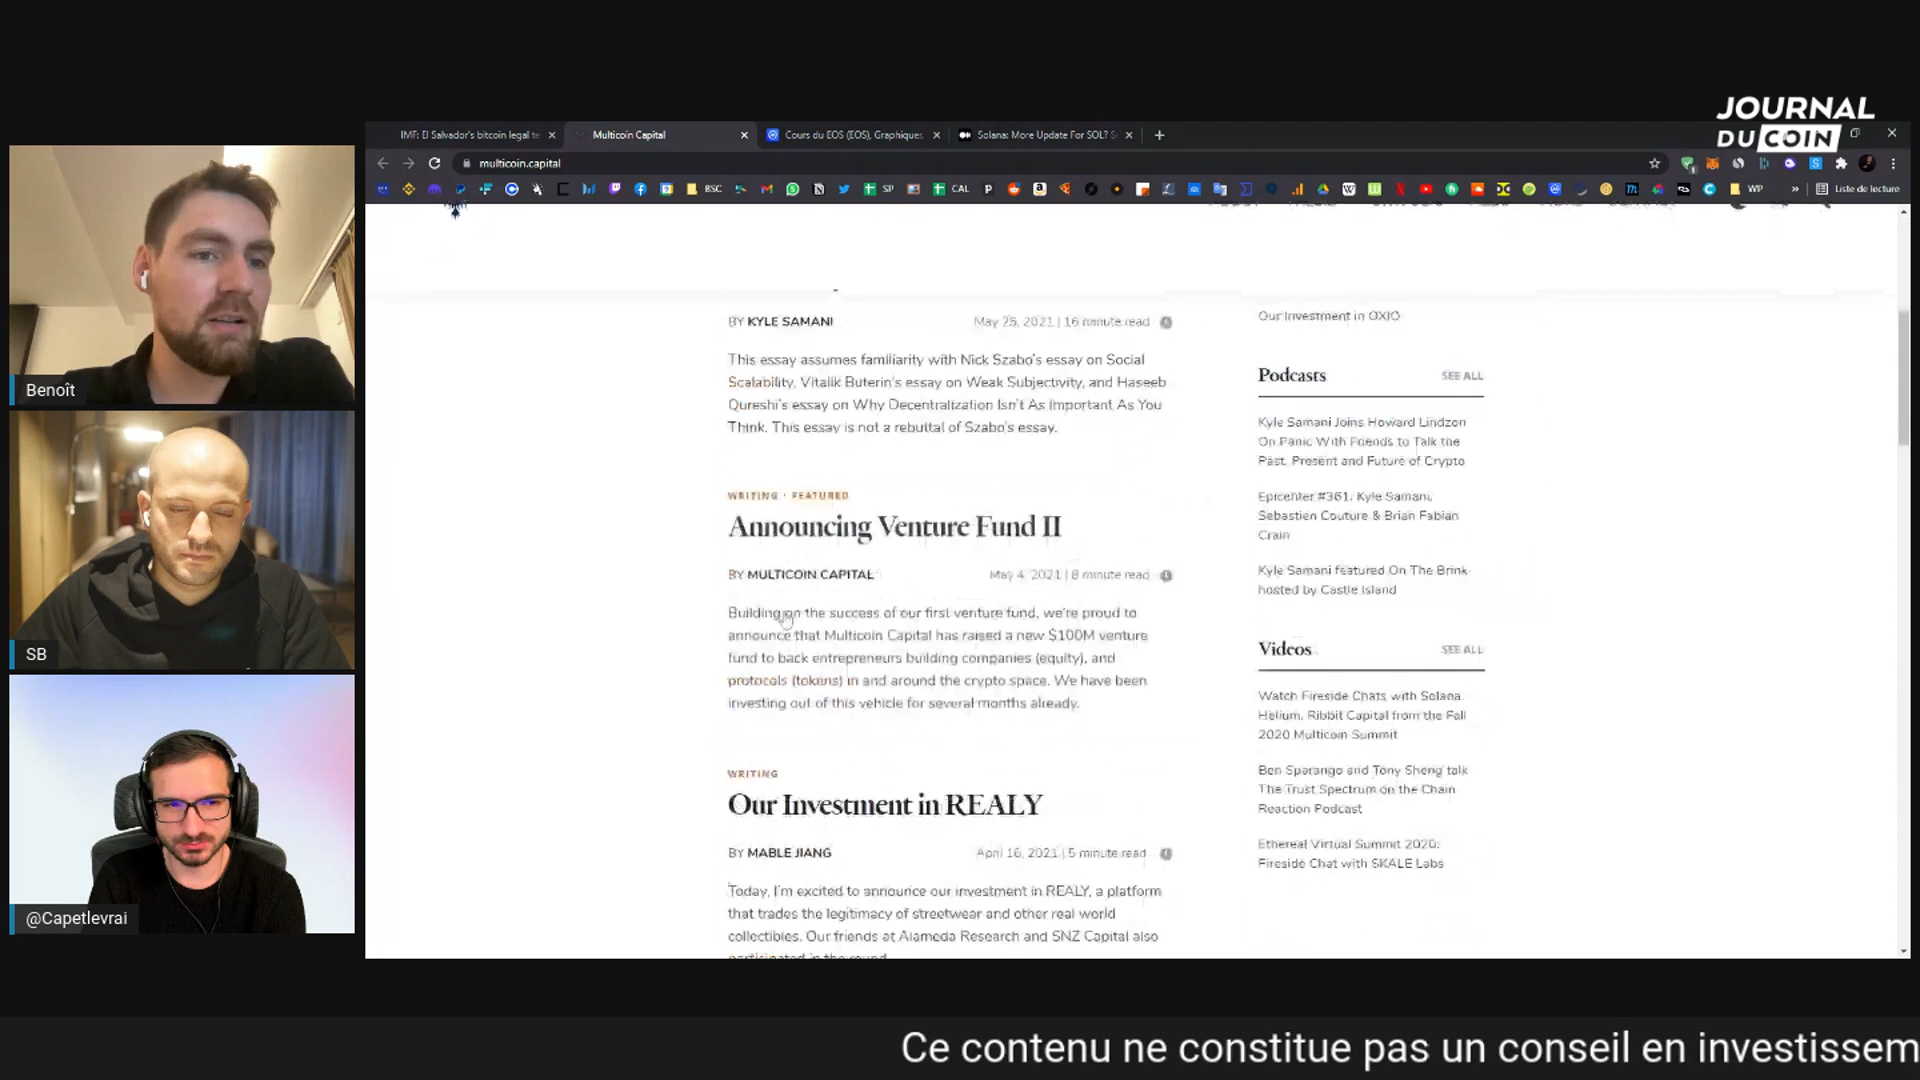 JOURNAL
DU COIN
IMF: El Salvador's bitcoin legal te
Multicoin Capital
Cours du EOS (EOS), Graphiques,
Solana: More Update For SOL? S
multicoin.capital
BSC
SP
CAL
WP
Liste de lecture
BY KYLE SAMANI
May 25, 2021 | 16 minute read
This essay assumes familiarity with Nick Szabo's essay on Social
Scalability, Vitalik Buterin's essay on Weak Subjectivity, and Haseeb
Qureshi's essay on Why Decentralization Isn't As Important As You
Think. This essay is not a rebuttal of Szabo's essay.
WRITING · FEATURED
Announcing Venture Fund II
BY MULTICOIN CAPITAL
May 4, 2021 | 8 minute read
Building on the success of our first venture fund, we're proud to
announce that Multicoin Capital has raised a new $100M venture
fund to back entrepreneurs building companies (equity), and
protocols (tokens) in and around the crypto space. We have been
investing out of this vehicle for several months already.
WRITING
Our Investment in REALY
BY MABLE JIANG
April 16, 2021 | 5 minute read
Today, I'm excited to announce our investment in REALY, a platform
that trades the legitimacy of streetwear and other real world
collectibles. Our friends at Alameda Research and SNZ Capital also
participated in the round.
Our Investment in OXIO
Podcasts
SEE ALL
Kyle Samani Joins Howard Lindzon
On Panic With Friends to Talk the
Past, Present and Future of Crypto
Epicenter #361: Kyle Samani,
Sebastien Couture & Brian Fabian
Crain
Kyle Samani featured On The Brink
hosted by Castle Island
Videos
SEE ALL
Watch Fireside Chats with Solana,
Helium, Ribbit Capital from the Fall
2020 Multicoin Summit
Ben Sparango and Tony Sheng talk
The Trust Spectrum on the Chain
Reaction Podcast
Ethereal Virtual Summit 2020:
Fireside Chat with SKALE Labs
Benoît
SB
@Capetlevrai
Ce contenu ne constitue pas un conseil en investissem